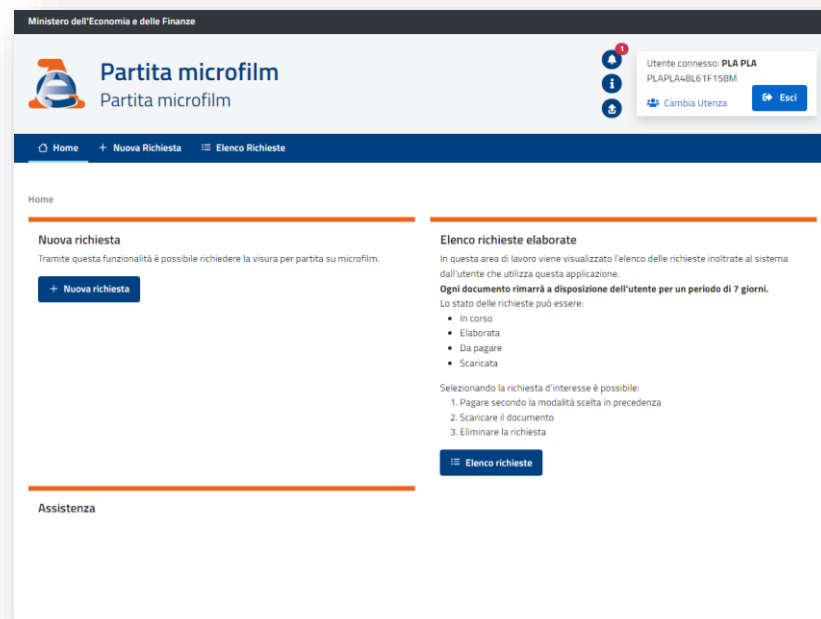 Ministero dell'Economia e delle Finanze
Partita microfilm
Partita microfilm
1
Utente connesso: PLA PLA
PLAPLA48L61F158M
Cambia Utenza
Esci
Home
Nuova Richiesta
Elenco Richieste
Home
Nuova richiesta
Tramite questa funzionalità è possibile richiedere la visura per partita su microfilm.
+ Nuova richiesta
Elenco richieste elaborate
In questa area di lavoro viene visualizzato l'elenco delle richieste inoltrate al sistema
dall'utente che utilizza questa applicazione.
Ogni documento rimarrà a disposizione dell'utente per un periodo di 7 giorni.
Lo stato delle richieste può essere:
• In corso
• Elaborata
• Da pagare
• Scaricata
Selezionando la richiesta d'interesse è possibile:
1. Pagare secondo la modalità scelta in precedenza
2. Scaricare il documento
3. Eliminare la richiesta
Elenco richieste
Assistenza